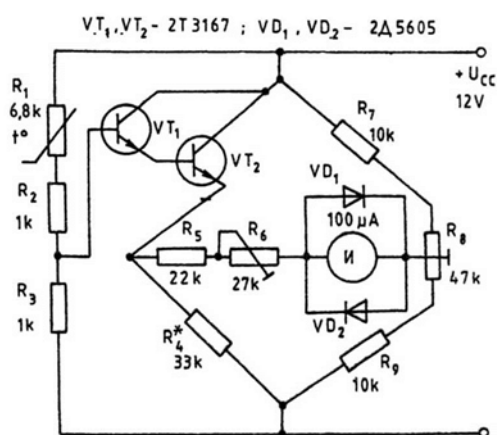 VT₁, VT₂ - 2T3167 ; VD₁, VD₂ - 2Д5605
R₁
6,8k
t°
R₂
1k
R₃
1k
VT₁
VT₂
+ Ucc
12V
R₇
10k
VD₁
100 µA
И
VD₂
R₅
22k
R₆
27k
R₈
47k
R₄*
33k
R₉
10k